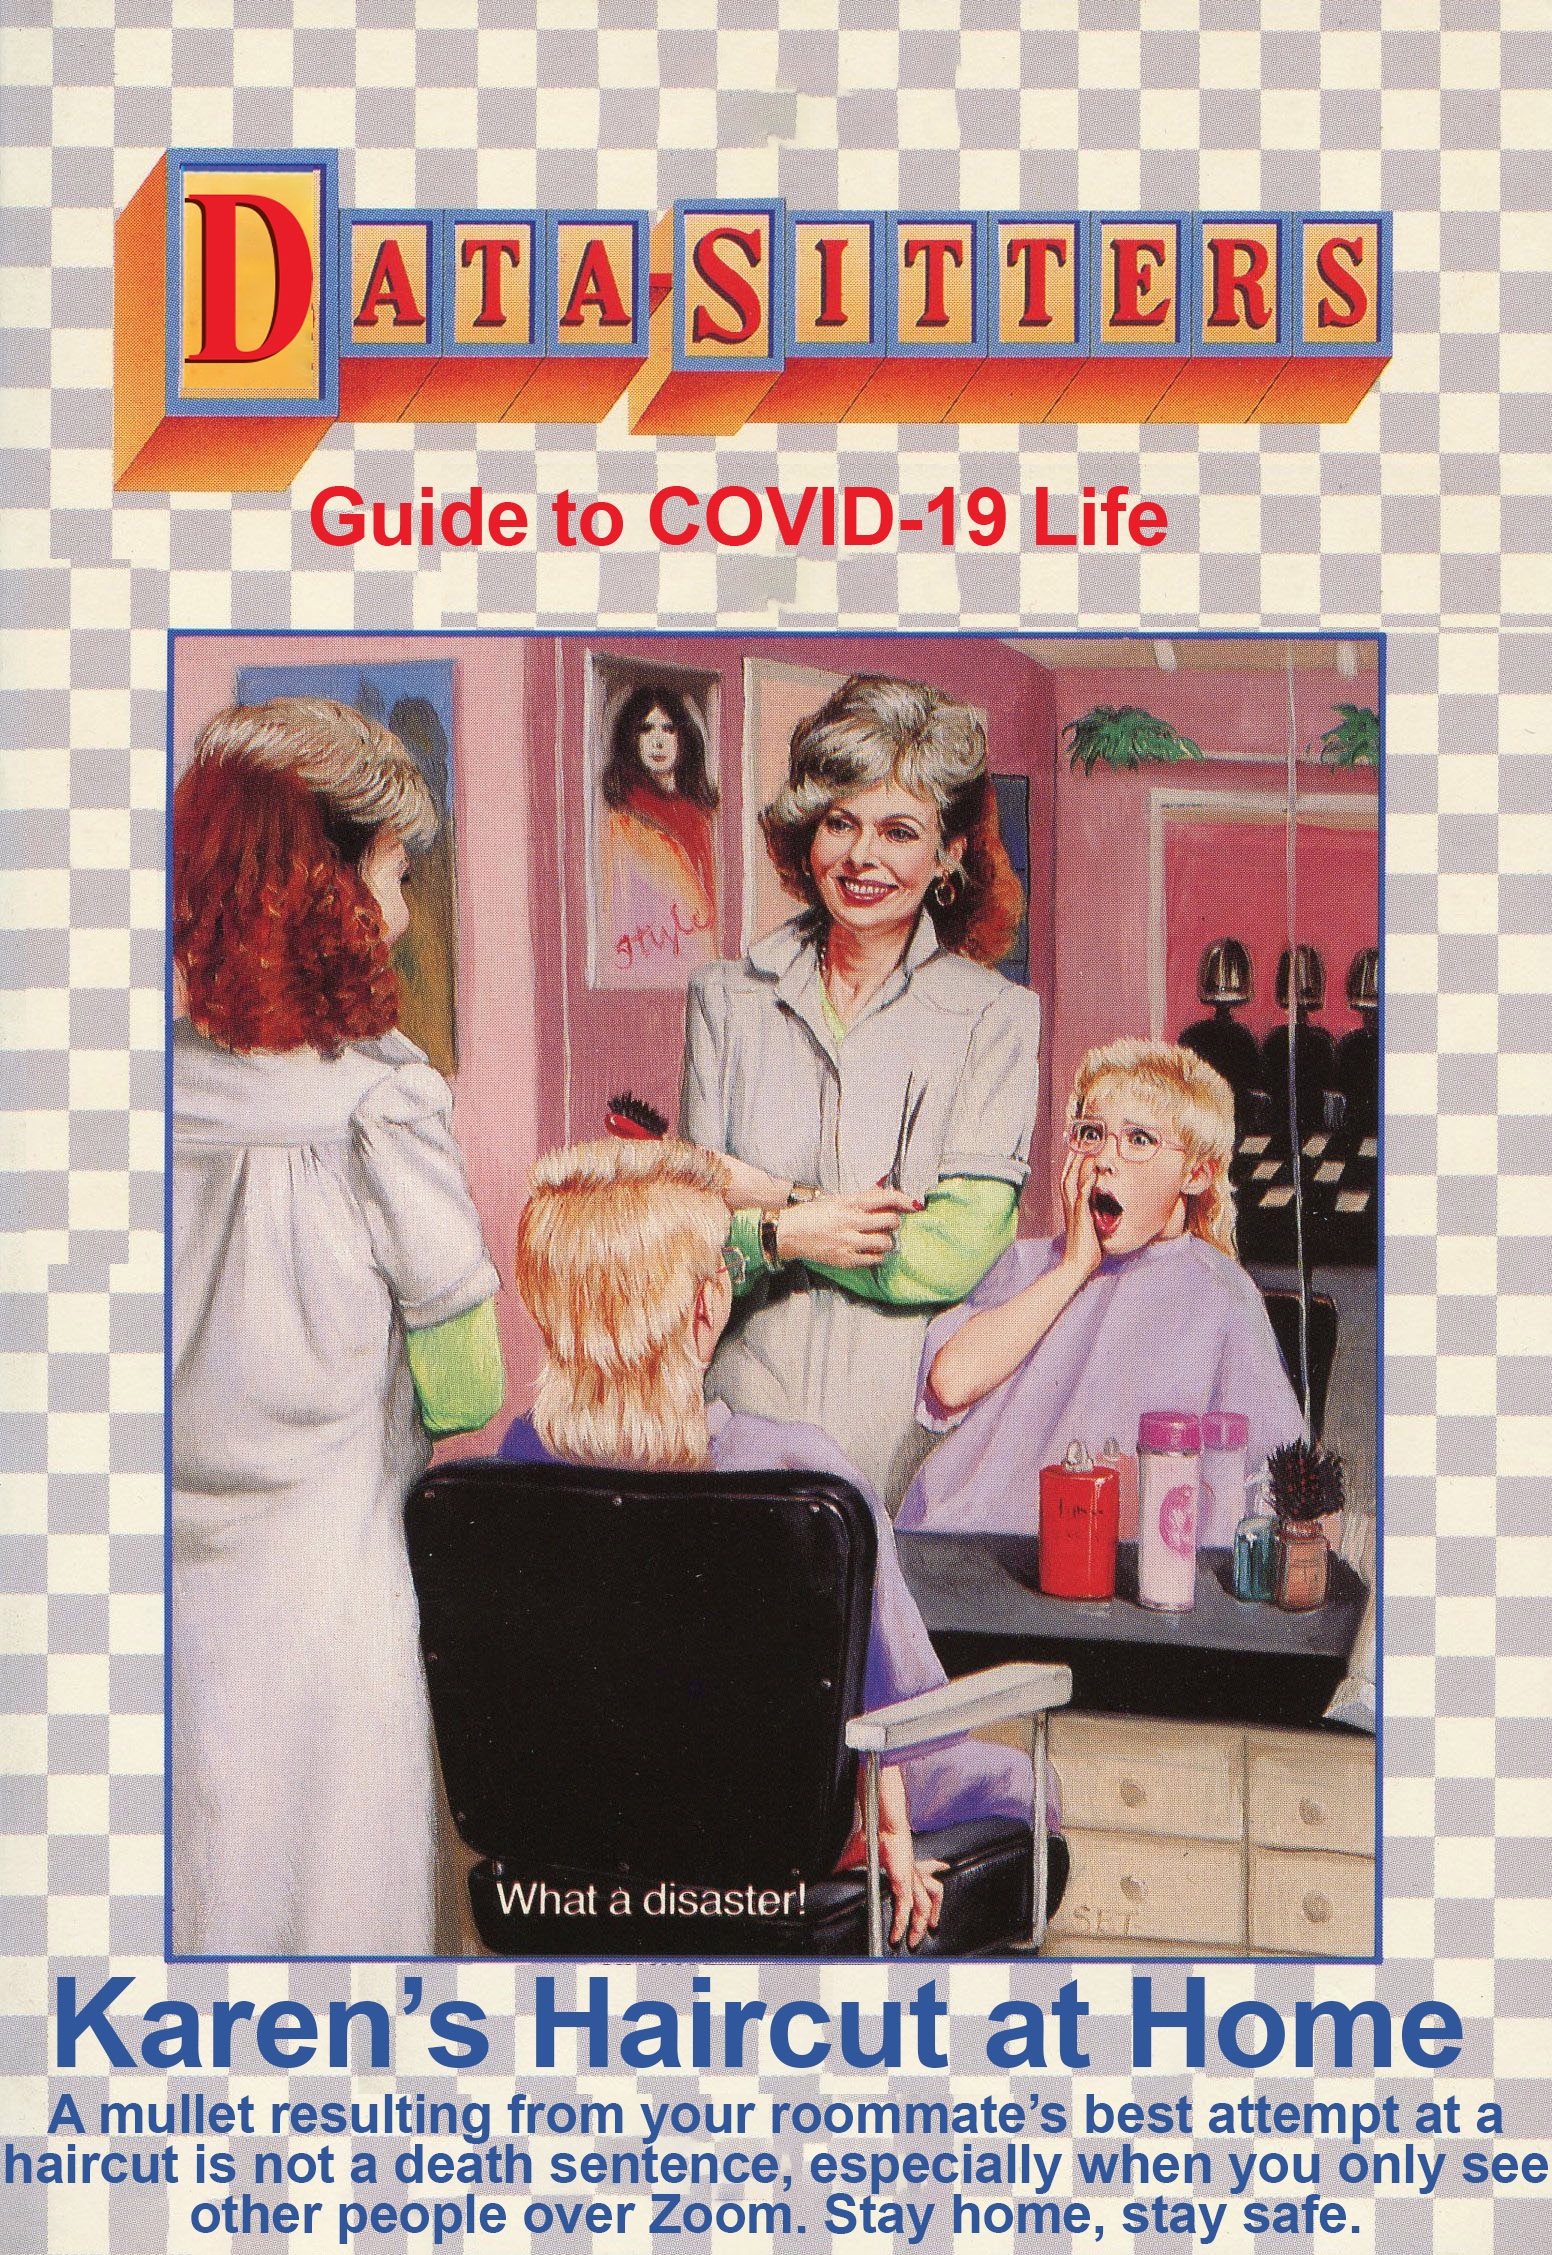 DATA-SITTERS
Guide to COVID-19 Life
style
What a disaster!
SET
Karen's Haircut at Home
A mullet resulting from your roommate's best attempt at a
haircut is not a death sentence, especially when you only see
other people over Zoom. Stay home, stay safe.